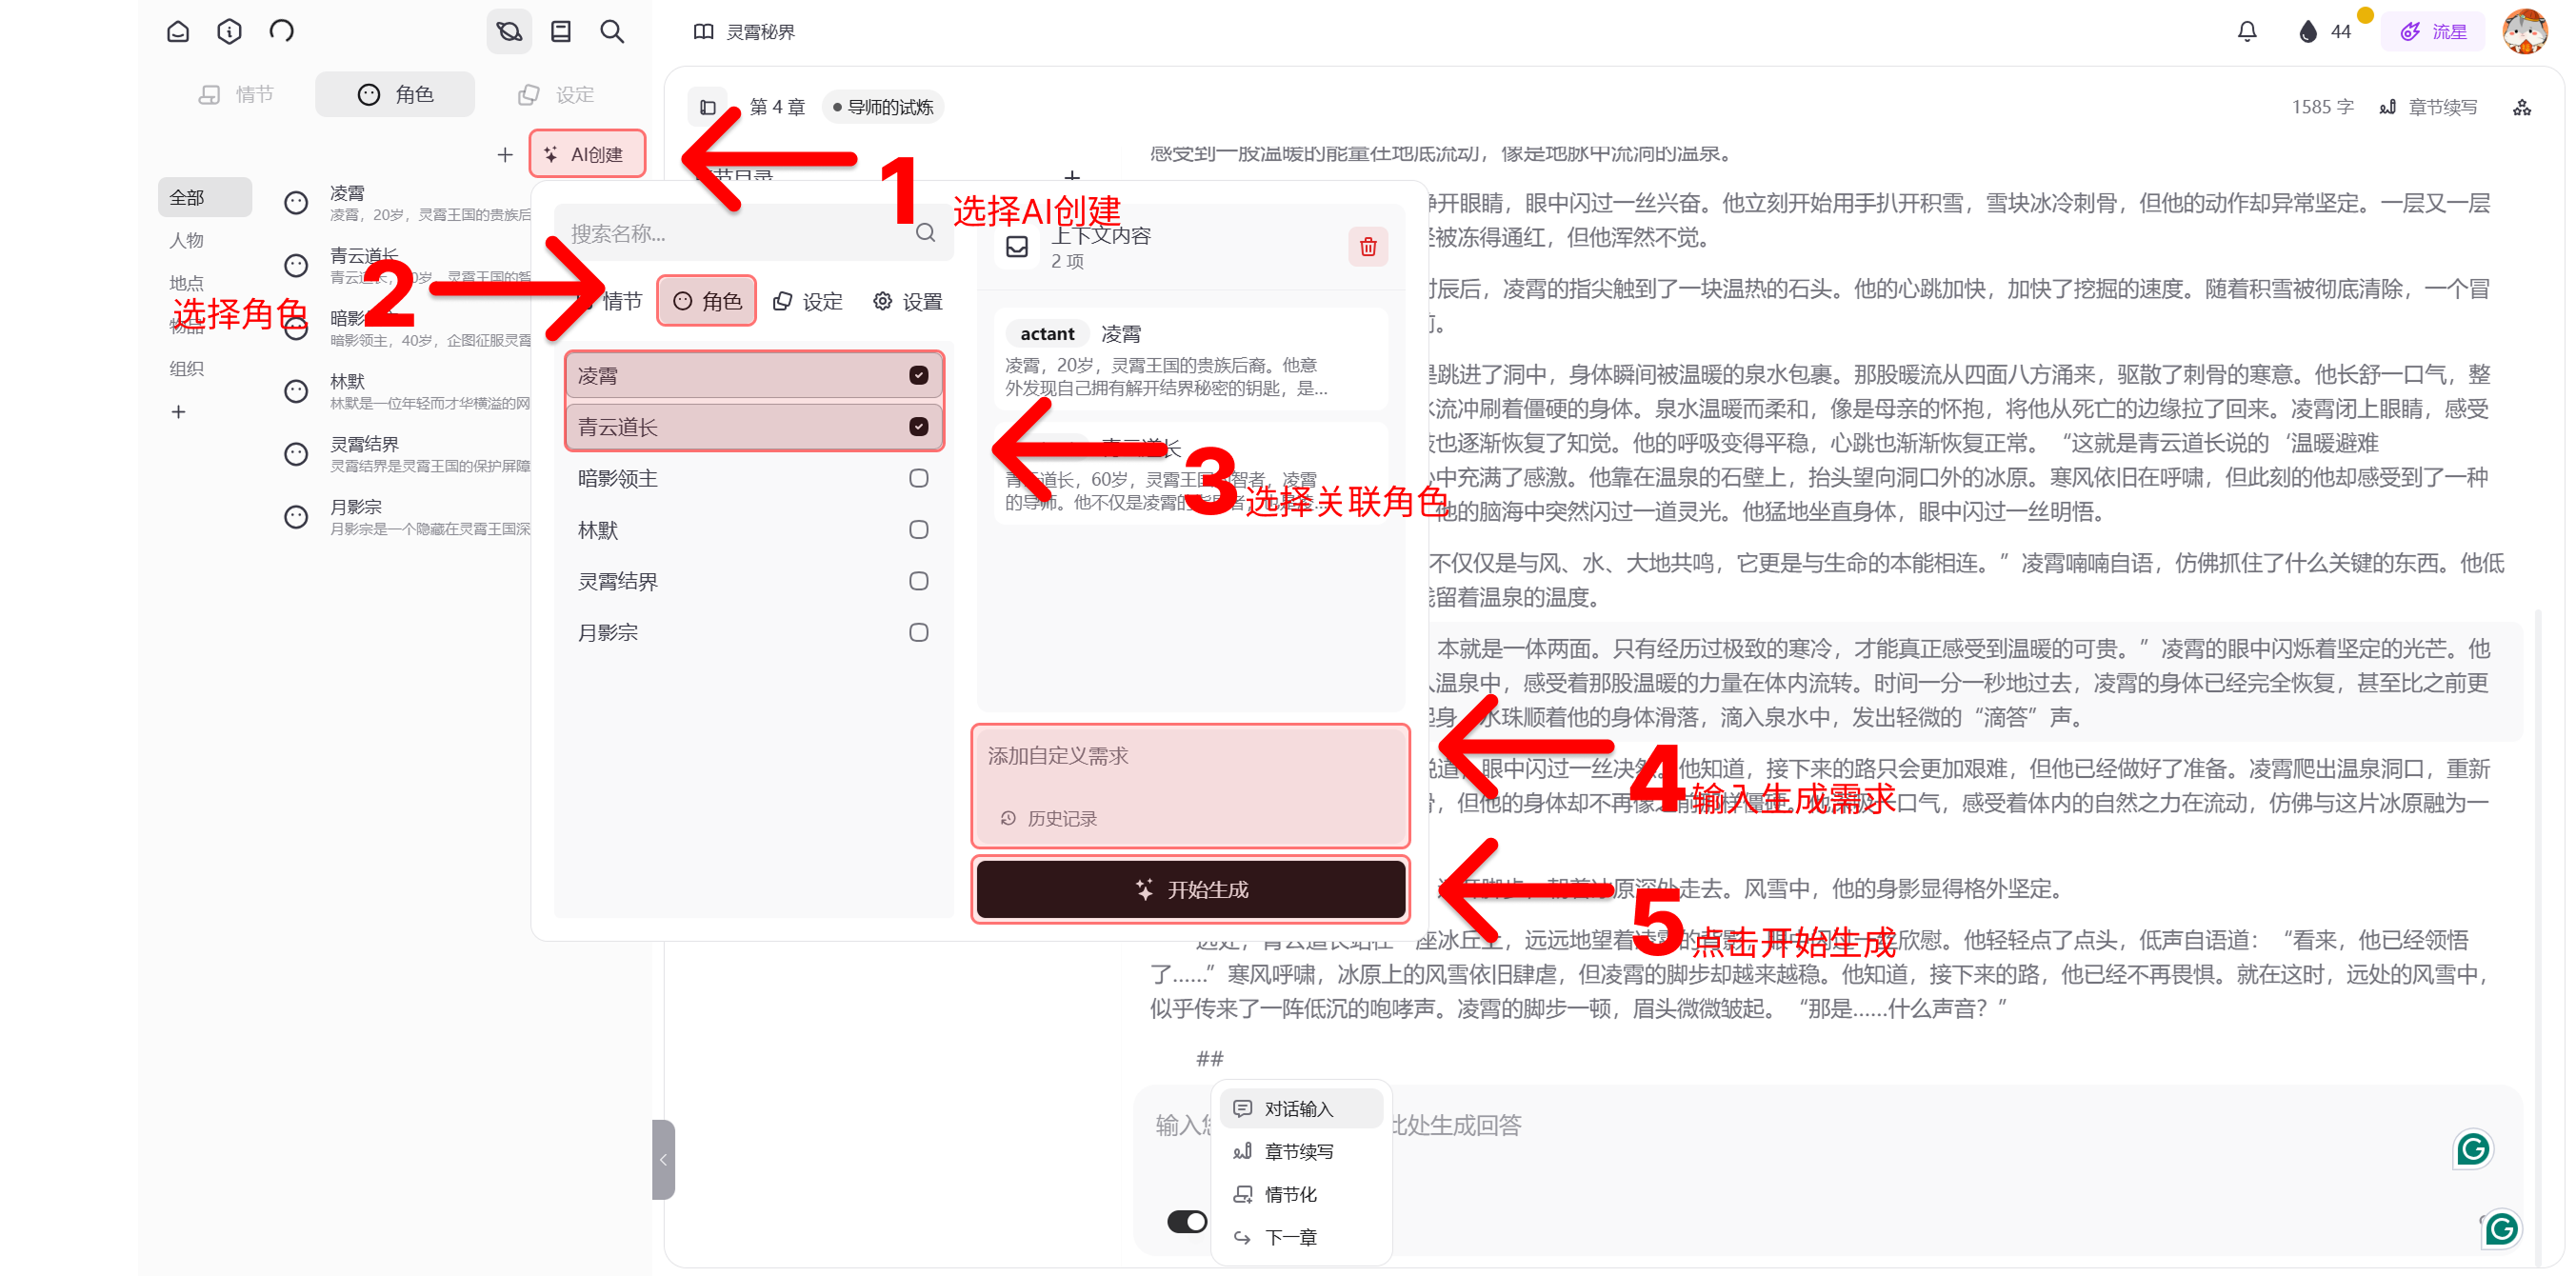 灵霄秘界
44
流星
情节
角色
设定
第 4 章
导师的试炼
1585 字
章节续写
AI创建
1
选择AI创建
全部
人物
地点
组织
凌霄
凌霄，20岁，灵霄王国的贵族后
青云道长
2
选择角色
暗影领主，40岁，企图征服灵霄
林默
林默是一位年轻而才华横溢的网
灵霄结界
灵霄结界是灵霄王国的保护屏障
月影宗
月影宗是一个隐藏在灵霄王国深
搜索名称...
情节
角色
设定
设置
凌霄
青云道长
暗影领主
林默
灵霄结界
月影宗
上下文内容
2 项
actant 凌霄
凌霄，20岁，灵霄王国的贵族后裔。他意
外发现自己拥有解开结界秘密的钥匙，是...
青云道长
3
选择关联角色
添加自定义需求
历史记录
4
输入生成需求
开始生成
5
点击开始生成
感受到一股温暖的能量在地底流动，像是地脉中流淌的温泉。
睁开眼睛，眼中闪过一丝兴奋。他立刻开始用手扒开积雪，雪块冰冷刺骨，但他的动作却异常坚定。一层又一层
被冻得通红，但他浑然不觉。
时辰后，凌霄的指尖触到了一块温热的石头。他的心跳加快，加快了挖掘的速度。随着积雪被彻底清除，一个冒
是跳进了洞中，身体瞬间被温暖的泉水包裹。那股暖流从四面八方涌来，驱散了刺骨的寒意。他长舒一口气，整
水流冲刷着僵硬的身体。泉水温暖而柔和，像是母亲的怀抱，将他从死亡的边缘拉了回来。凌霄闭上眼睛，感受
也逐渐恢复了知觉。他的呼吸变得平稳，心跳也渐渐恢复正常。“这就是青云道长说的‘温暖避难
心中充满了感激。他靠在温泉的石壁上，抬头望向洞口外的冰原。寒风依旧在呼啸，但此刻的他却感受到了一种
他的脑海中突然闪过一道灵光。他猛地坐直身体，眼中闪过一丝明悟。
不仅仅是与风、水、大地共鸣，它更是与生命的本能相连。”凌霄喃喃自语，仿佛抓住了什么关键的东西。他低
残留着温泉的温度。
本就是一体两面。只有经历过极致的寒冷，才能真正感受到温暖的可贵。”凌霄的眼中闪烁着坚定的光芒。他
温泉中，感受着那股温暖的力量在体内流转。时间一分一秒地过去，凌霄的身体已经完全恢复，甚至比之前更
起身，水珠顺着他的身体滑落，滴入泉水中，发出轻微的“滴答”声。
说道，眼中闪过一丝决然。他知道，接下来的路只会更加艰难，但他已经做好了准备。凌霄爬出温泉洞口，重新
，但他的身体却不再像之前那样僵硬。他深吸一口气，感受着体内的自然之力在流动，仿佛与这片冰原融为一
原深处走去。风雪中，他的身影显得格外坚定。
远处，青云道长站在一座冰丘上，远远地望着凌霄的背影，眼中闪过一丝欣慰。他轻轻点了点头，低声自语道：“看来，他已经领悟
了......”寒风呼啸，冰原上的风雪依旧肆虐，但凌霄的脚步却越来越稳。他知道，接下来的路，他已经不再畏惧。就在这时，远处的风雪中，
似乎传来了一阵低沉的咆哮声。凌霄的脚步一顿，眉头微微皱起。“那是......什么声音？”
##
输入
此处生成回答
对话输入
章节续写
情节化
下一章